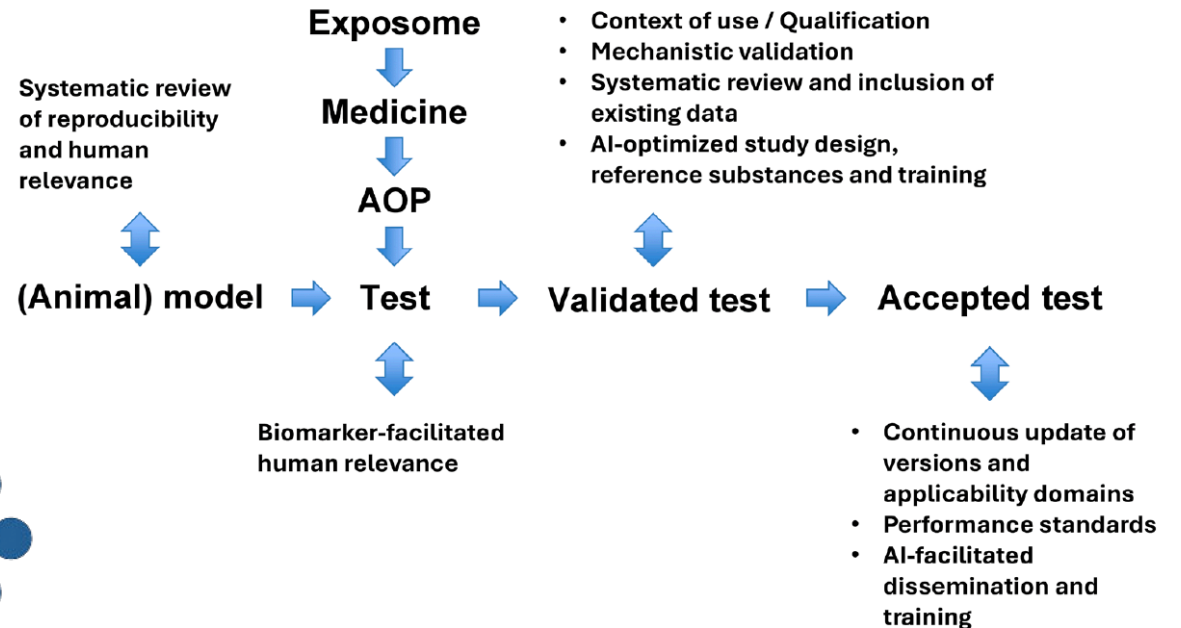 Exposome
Medicine
AOP
Systematic review
of reproducibility
and human
relevance
• Context of use / Qualification
• Mechanistic validation
• Systematic review and inclusion of
existing data
• AI-optimized study design,
reference substances and training
(Animal) model
Test
Validated test
Accepted test
Biomarker-facilitated
human relevance
• Continuous update of
versions and
applicability domains
• Performance standards
• AI-facilitated
dissemination and
training